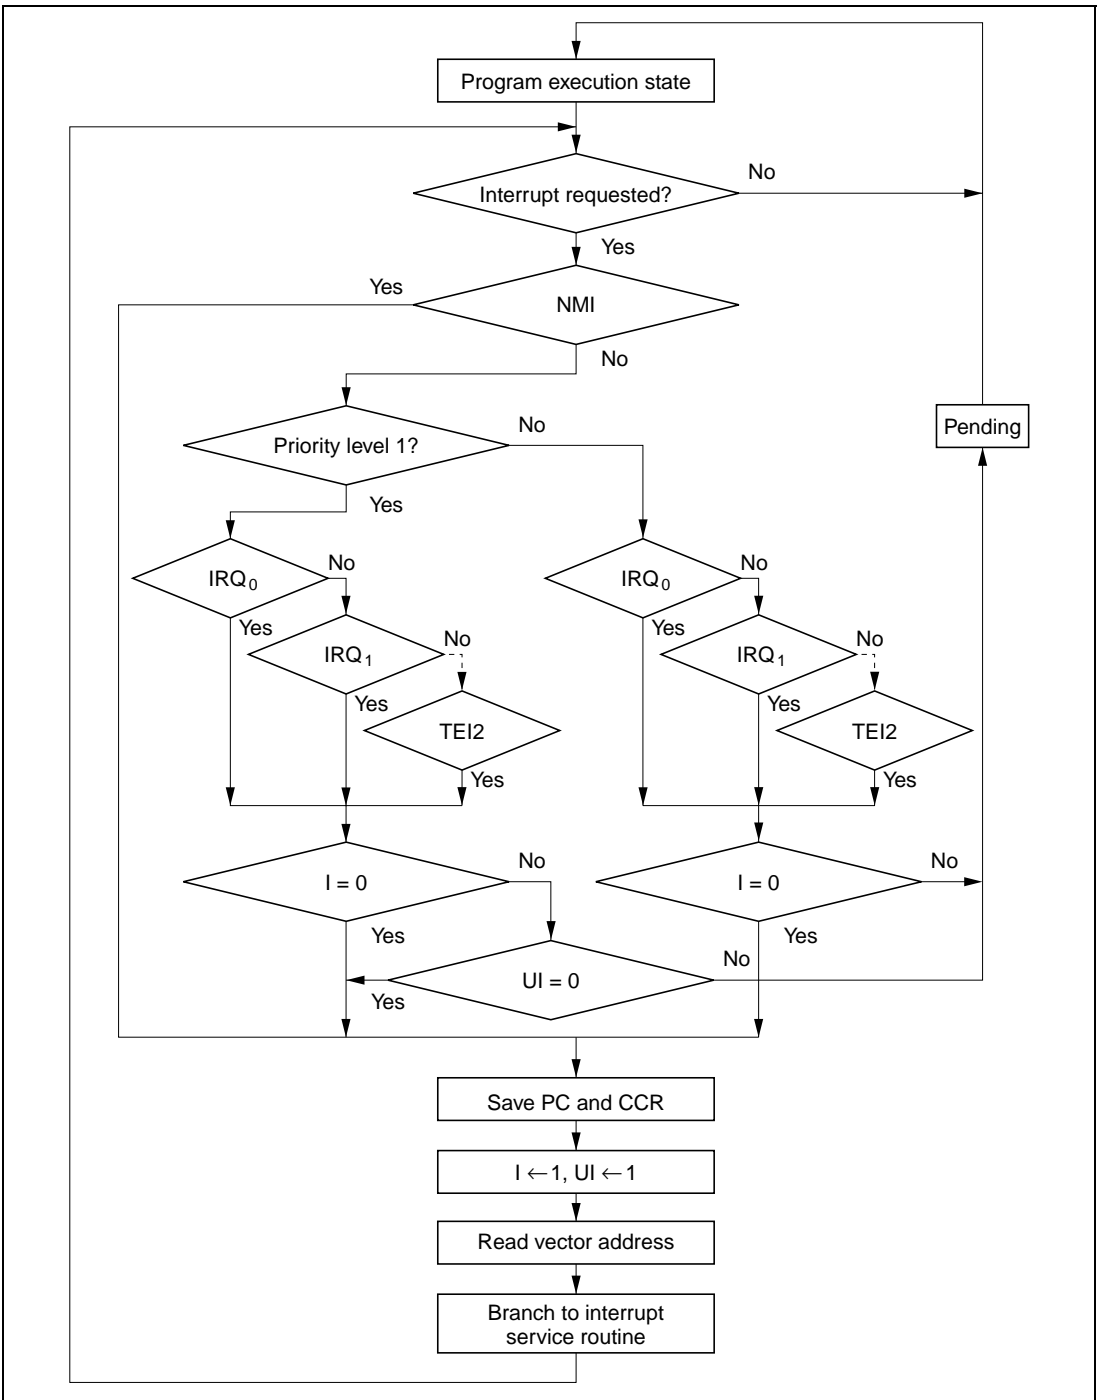 Program execution state
Interrupt requested?
No
Yes
Yes
NMI
No
Priority level 1?
No
Pending
Yes
IRQ0
No
Yes
IRQ1
No
Yes
TEI2
Yes
IRQ0
No
Yes
IRQ1
No
Yes
TEI2
Yes
I = 0
No
Yes
I = 0
No
Yes
UI = 0
No
Yes
Save PC and CCR
I ←1, UI ←1
Read vector address
Branch to interrupt
service routine